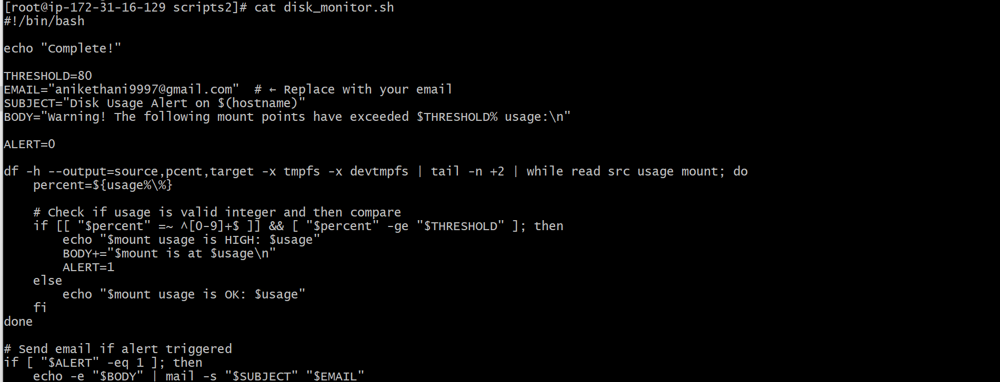 [root@ip-172-31-16-129 scripts2]# cat disk_monitor.sh
#!/bin/bash

echo "Complete!"

THRESHOLD=80
EMAIL="anikethani9997@gmail.com"  # ← Replace with your email
SUBJECT="Disk Usage Alert on $(hostname)"
BODY="Warning! The following mount points have exceeded $THRESHOLD% usage:\n"

ALERT=0

df -h --output=source,pcent,target -x tmpfs -x devtmpfs | tail -n +2 | while read src usage mount; do
    percent=${usage%\%}

    # Check if usage is valid integer and then compare
    if [[ "$percent" =~ ^[0-9]+$ ]] && [ "$percent" -ge "$THRESHOLD" ]; then
        echo "$mount usage is HIGH: $usage"
        BODY+="$mount is at $usage\n"
        ALERT=1
    else
        echo "$mount usage is OK: $usage"
    fi
done

# Send email if alert triggered
if [ "$ALERT" -eq 1 ]; then
    echo -e "$BODY" | mail -s "$SUBJECT" "$EMAIL"